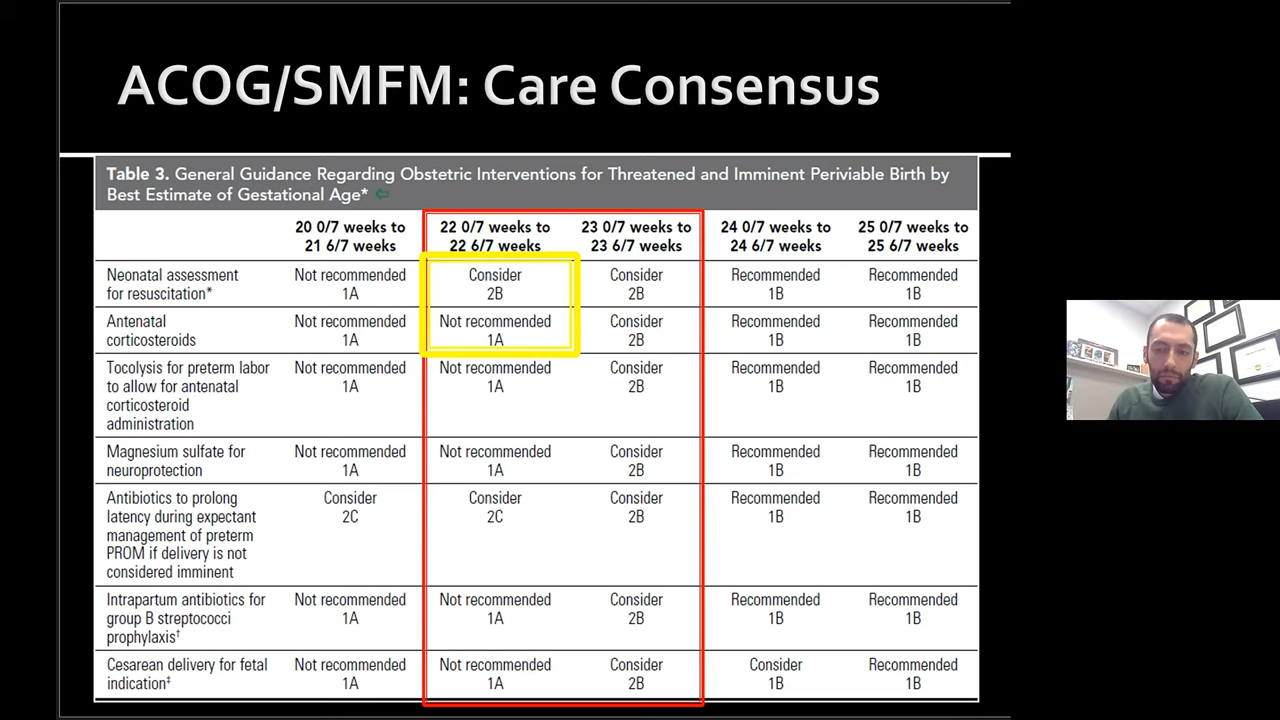 ACOG/SMFM: Care Consensus
Table 3. General Guidance Regarding Obstetric Interventions for Threatened and Imminent Periviable Birth by
Best Estimate of Gestational Age*
20 0/7 weeks to 22 0/7 weeks to 23 0/7 weeks to 24 0/7 weeks to 25 0/7 weeks to
21 6/7 weeks 22 6/7 weeks 23 6/7 weeks 24 6/7 weeks 25 6/7 weeks
Neonatal assessment Not recommended Consider Consider Recommended Recommended
for resuscitation* 1A 2B 2B 1B 1B
Antenatal Not recommended Not recommended Consider Recommended Recommended
corticosteroids 1A 1A 2B 1B 1B
Tocolysis for preterm labor Not recommended Not recommended Consider Recommended Recommended
to allow for antenatal 1A 1A 2B 1B 1B
corticosteroid
administration
Magnesium sulfate for Not recommended Not recommended Consider Recommended Recommended
neuroprotection 1A 1A 2B 1B 1B
Antibiotics to prolong Consider Consider Consider Recommended Recommended
latency during expectant 2C 2C 2B 1B 1B
management of preterm
PROM if delivery is not
considered imminent
Intrapartum antibiotics for Not recommended Not recommended Consider Recommended Recommended
group B streptococci 1A 1A 2B 1B 1B
prophylaxis†
Cesarean delivery for fetal Not recommended Not recommended Consider Consider Recommended
indication‡ 1A 1A 2B 1B 1B